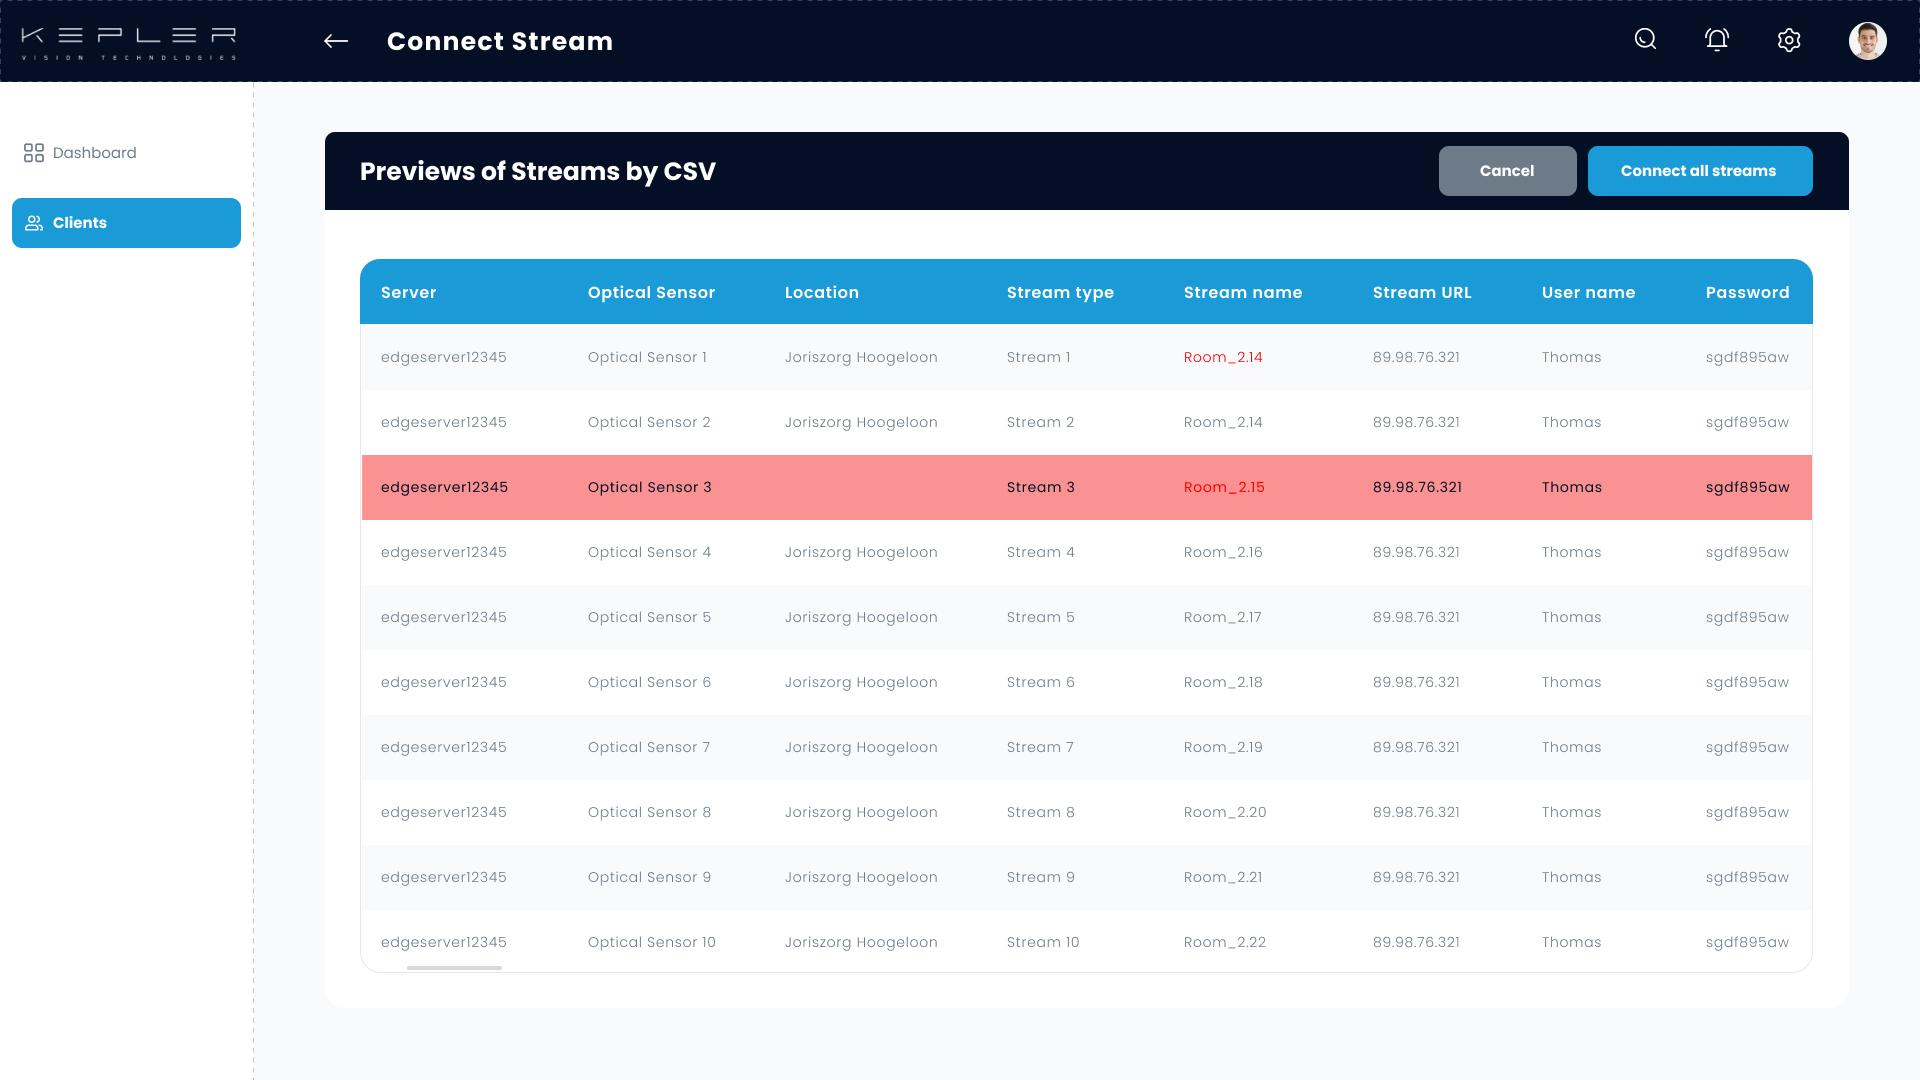 KEPLER
VISION TECHNOLOGIES
Connect Stream
Dashboard
Clients
Previews of Streams by CSV
Cancel
Connect all streams
Server Optical Sensor Location Stream type Stream name Stream URL User name Password
edgeserver12345 Optical Sensor 1 Joriszorg Hoogeloon Stream 1 Room_2.14 89.98.76.321 Thomas sgdf895aw
edgeserver12345 Optical Sensor 2 Joriszorg Hoogeloon Stream 2 Room_2.14 89.98.76.321 Thomas sgdf895aw
edgeserver12345 Optical Sensor 3 Stream 3 Room_2.15 89.98.76.321 Thomas sgdf895aw
edgeserver12345 Optical Sensor 4 Joriszorg Hoogeloon Stream 4 Room_2.16 89.98.76.321 Thomas sgdf895aw
edgeserver12345 Optical Sensor 5 Joriszorg Hoogeloon Stream 5 Room_2.17 89.98.76.321 Thomas sgdf895aw
edgeserver12345 Optical Sensor 6 Joriszorg Hoogeloon Stream 6 Room_2.18 89.98.76.321 Thomas sgdf895aw
edgeserver12345 Optical Sensor 7 Joriszorg Hoogeloon Stream 7 Room_2.19 89.98.76.321 Thomas sgdf895aw
edgeserver12345 Optical Sensor 8 Joriszorg Hoogeloon Stream 8 Room_2.20 89.98.76.321 Thomas sgdf895aw
edgeserver12345 Optical Sensor 9 Joriszorg Hoogeloon Stream 9 Room_2.21 89.98.76.321 Thomas sgdf895aw
edgeserver12345 Optical Sensor 10 Joriszorg Hoogeloon Stream 10 Room_2.22 89.98.76.321 Thomas sgdf895aw